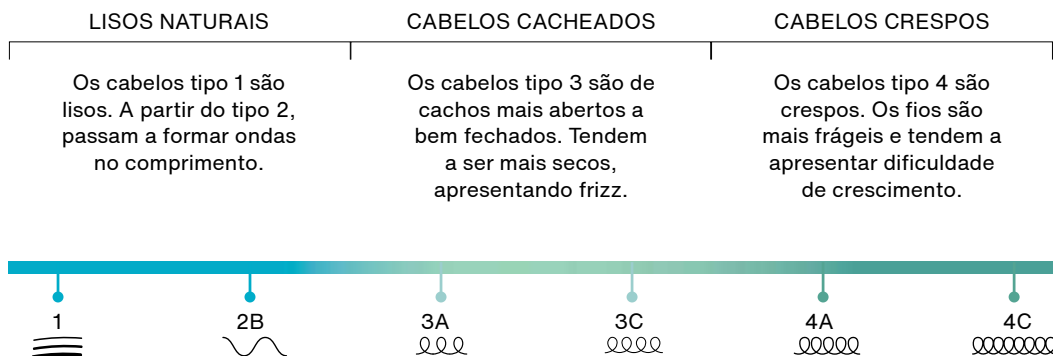 LISOS NATURAIS
Os cabelos tipo 1 são
lisos. A partir do tipo 2,
passam a formar ondas
no comprimento.
CABELOS CACHEADOS
Os cabelos tipo 3 são de
cachos mais abertos a
bem fechados. Tendem
a ser mais secos,
apresentando frizz.
CABELOS CRESPOS
Os cabelos tipo 4 são
crespos. Os fios são
mais frágeis e tendem a
apresentar dificuldade
de crescimento.
1
2B
3A
3C
4A
4C